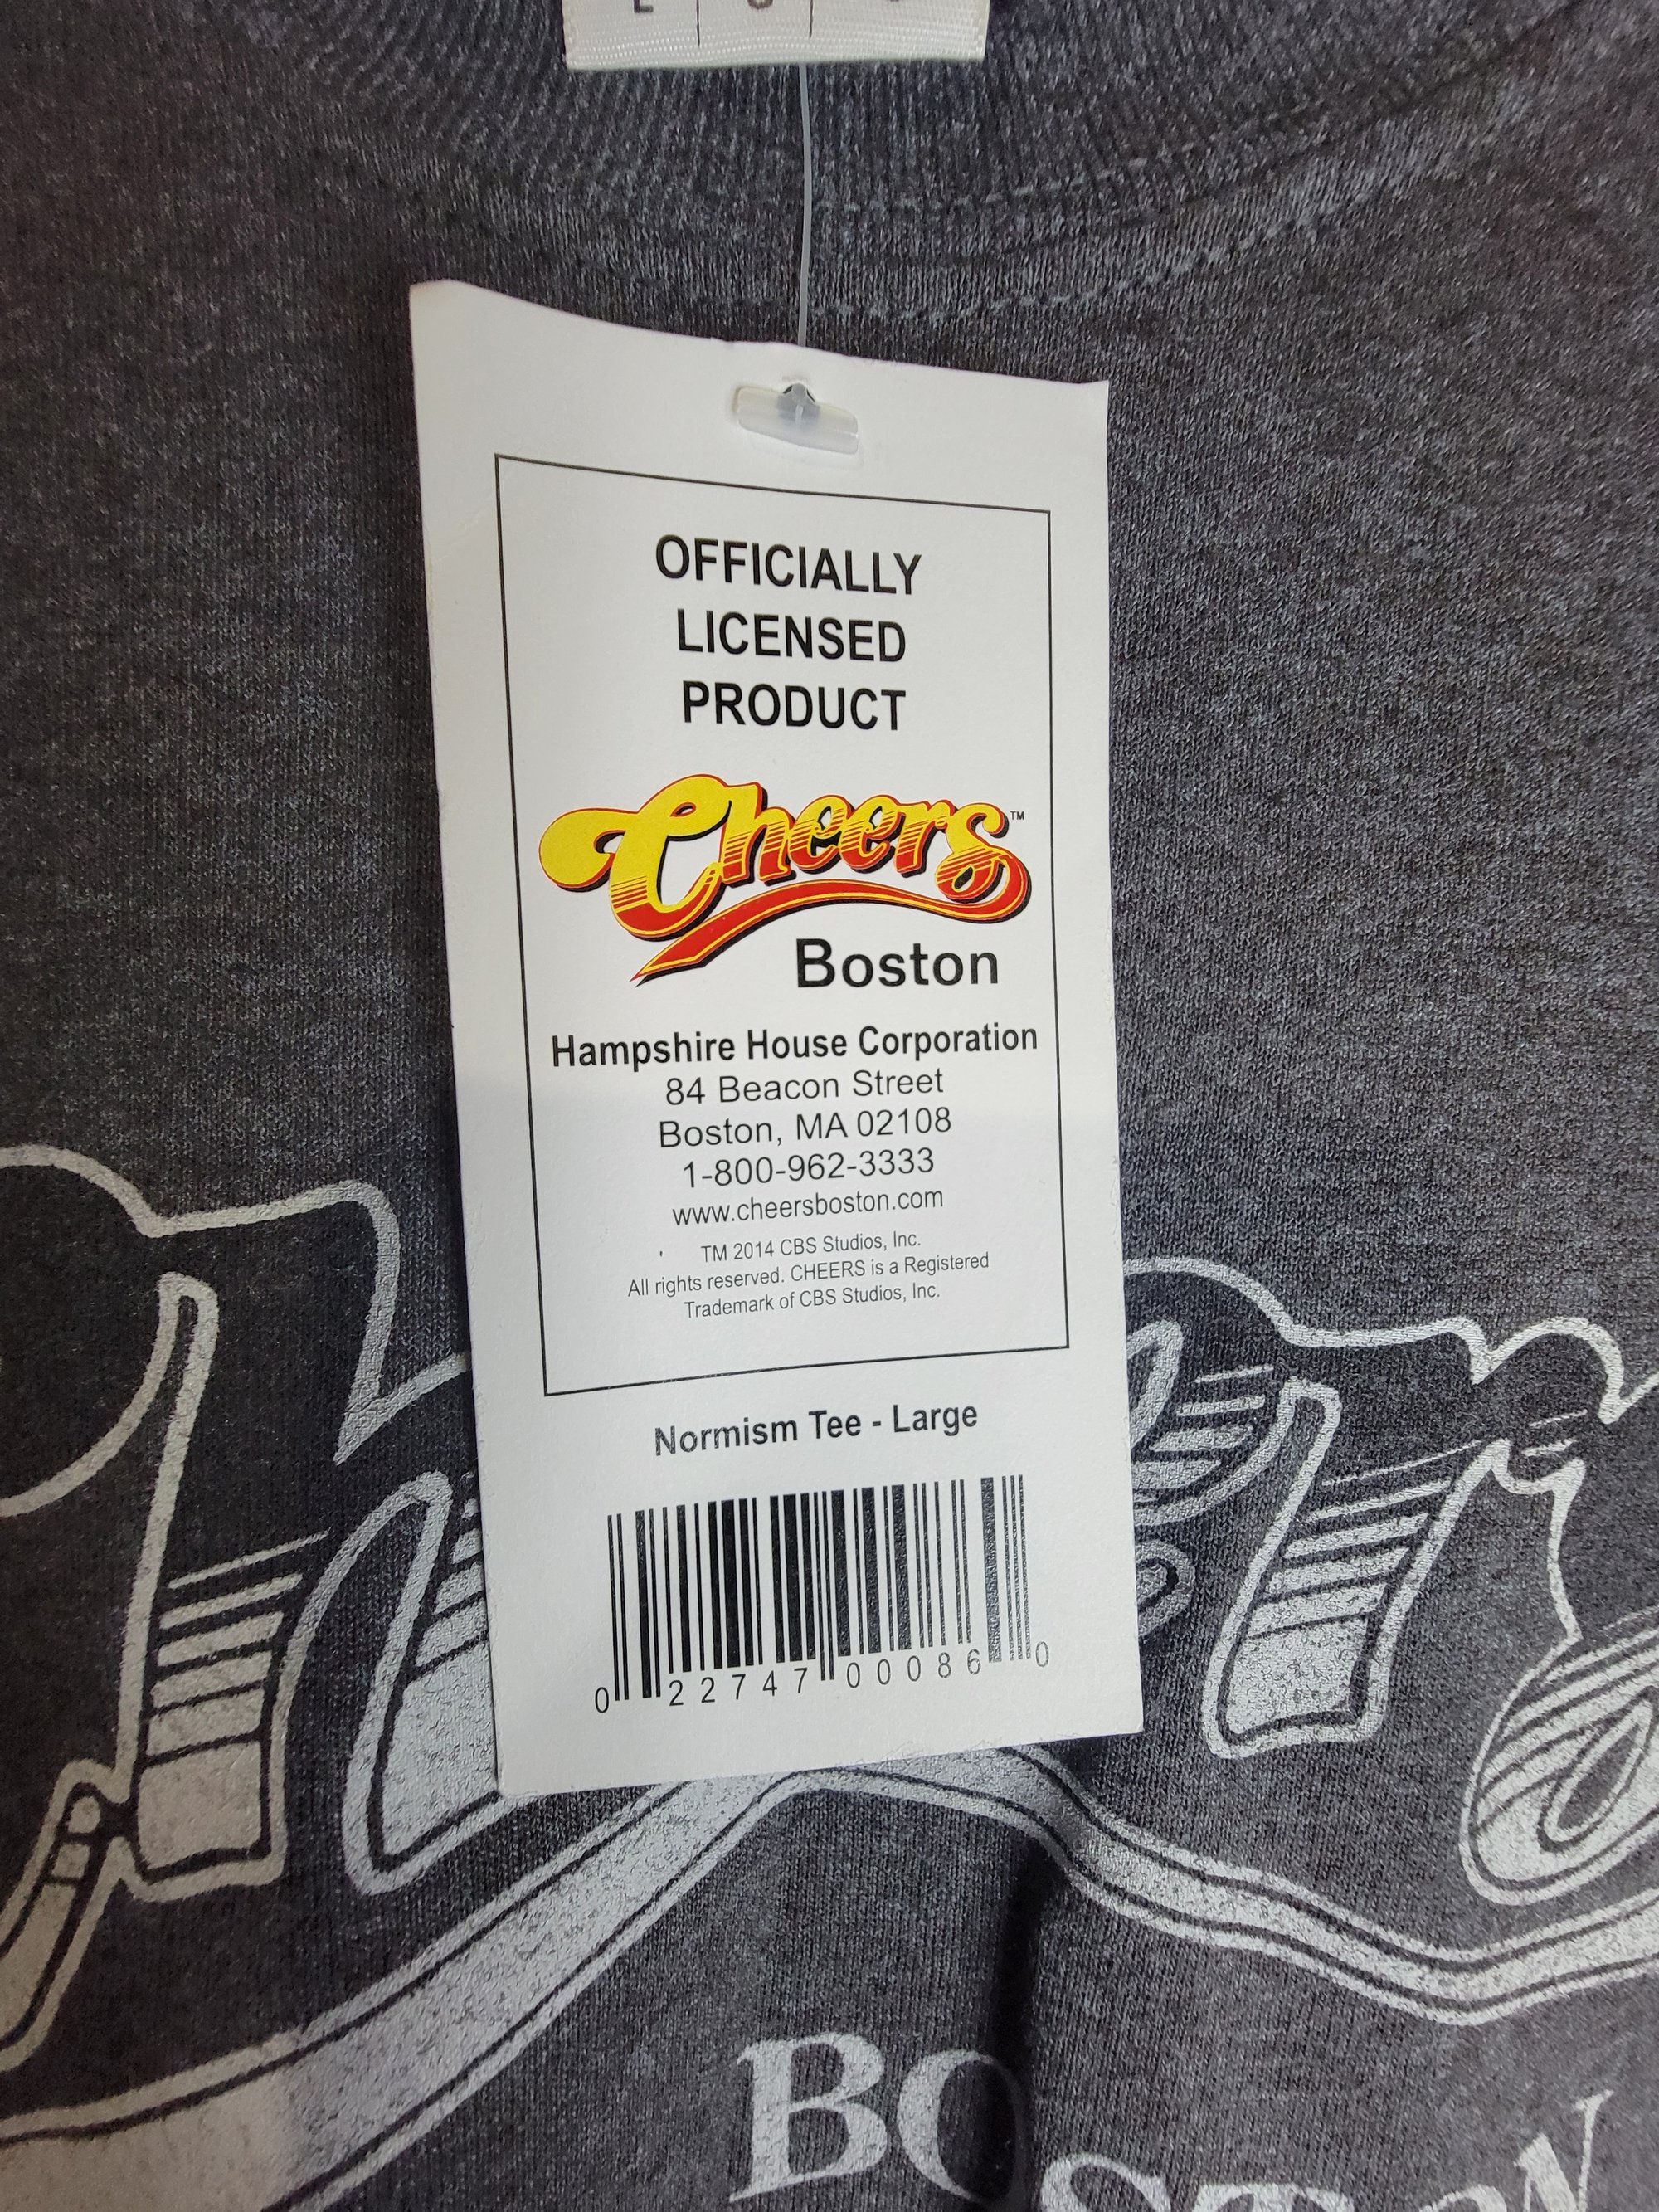 OFFICIALLY
LICENSED
PRODUCT
Cheers™
Boston
Hampshire House Corporation
84 Beacon Street
Boston, MA 02108
1-800-962-3333
www.cheersboston.com
TM 2014 CBS Studios, Inc.
All rights reserved. CHEERS is a Registered
Trademark of CBS Studios, Inc.
Normism Tee - Large
0 22747 00086 0
BOSTON